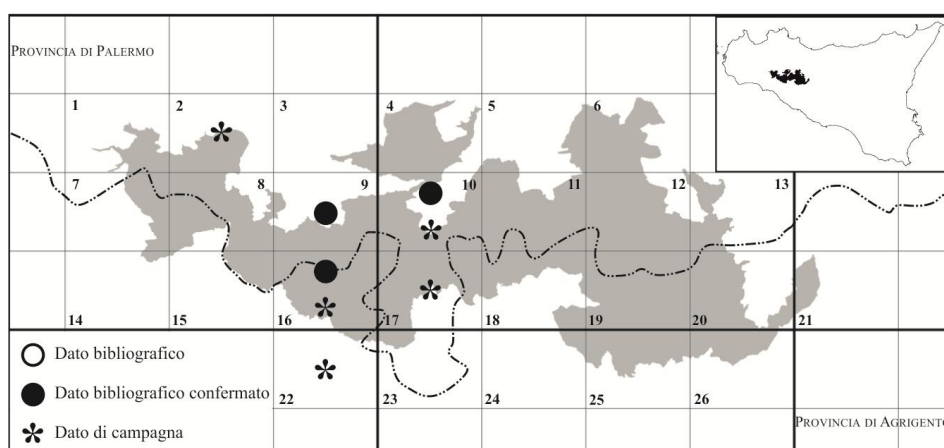 PROVINCIA DI PALERMO
1 2 3 4 5 6
7 8 9 10 11 12 13
14 15 16 17 18 19 20 21
Dato bibliografico
Dato bibliografico confermato
22 23 24 25 26
Dato di campagna
PROVINCIA DI AGRIGENTO